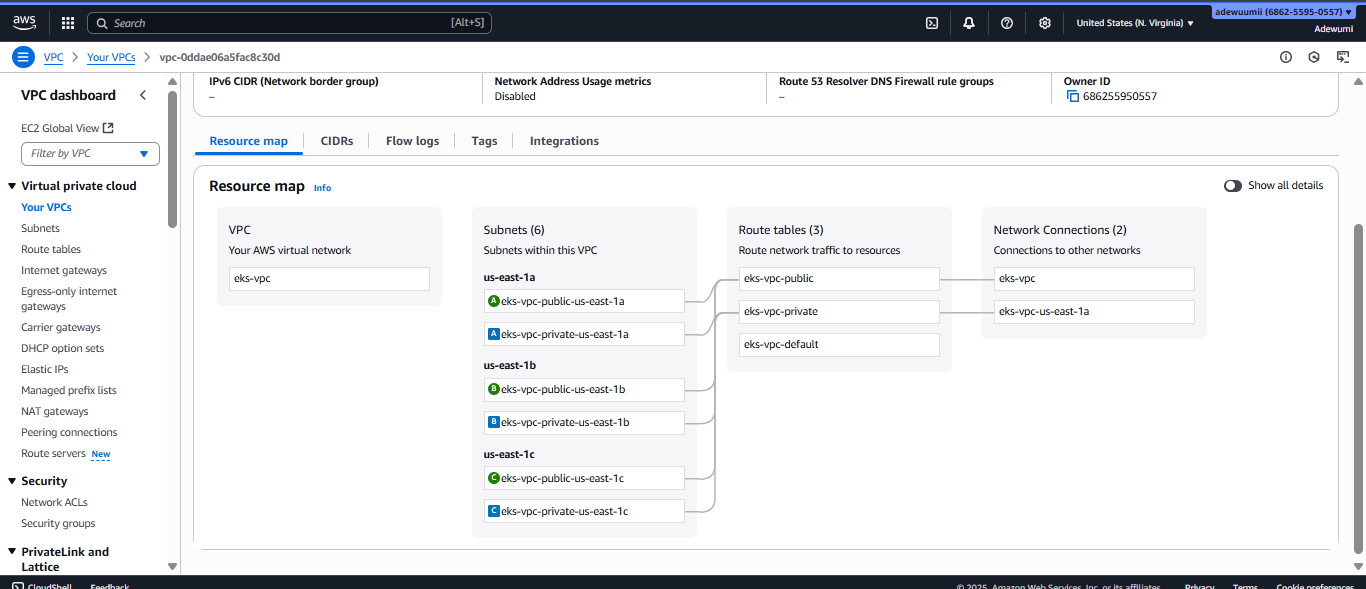 aws
Search [Alt+S]
United States (N. Virginia)
adewuumii (6862-5595-0557)
Adewumi
VPC > Your VPCs > vpc-0ddae06a5fac8c30d
VPC dashboard
EC2 Global View
Filter by VPC
Virtual private cloud
Your VPCs
Subnets
Route tables
Internet gateways
Egress-only internet
gateways
Carrier gateways
DHCP option sets
Elastic IPs
Managed prefix lists
NAT gateways
Peering connections
Route servers New
Security
Network ACLs
Security groups
PrivateLink and
Lattice
IPv6 CIDR (Network border group)
–
Network Address Usage metrics
Disabled
Route 53 Resolver DNS Firewall rule groups
–
Owner ID
686255950557
Resource map
CIDRs
Flow logs
Tags
Integrations
Resource map Info
Show all details
VPC
Your AWS virtual network
eks-vpc
Subnets (6)
Subnets within this VPC
us-east-1a
A eks-vpc-public-us-east-1a
A eks-vpc-private-us-east-1a
us-east-1b
B eks-vpc-public-us-east-1b
B eks-vpc-private-us-east-1b
us-east-1c
C eks-vpc-public-us-east-1c
C eks-vpc-private-us-east-1c
Route tables (3)
Route network traffic to resources
eks-vpc-public
eks-vpc-private
eks-vpc-default
Network Connections (2)
Connections to other networks
eks-vpc
eks-vpc-us-east-1a
CloudShell
Feedback
© 2025, Amazon Web Services, Inc. or its affiliates.
Privacy
Terms
Cookie preferences